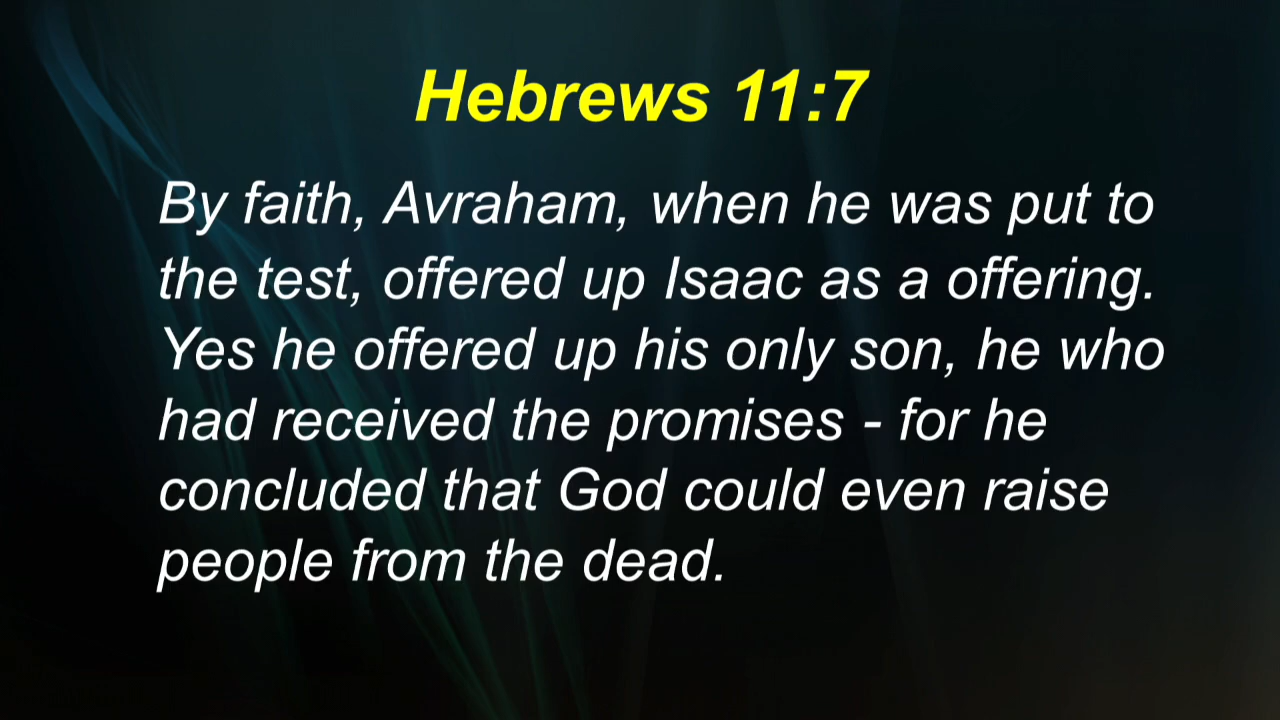 Hebrews 11:7
By faith, Avraham, when he was put to
the test, offered up Isaac as a offering.
Yes he offered up his only son, he who
had received the promises - for he
concluded that God could even raise
people from the dead.